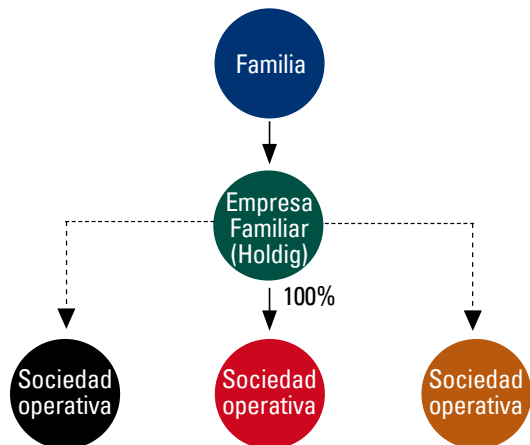 Familia
Empresa
Familiar
(Holdig)
100%
Sociedad
operativa
Sociedad
operativa
Sociedad
operativa